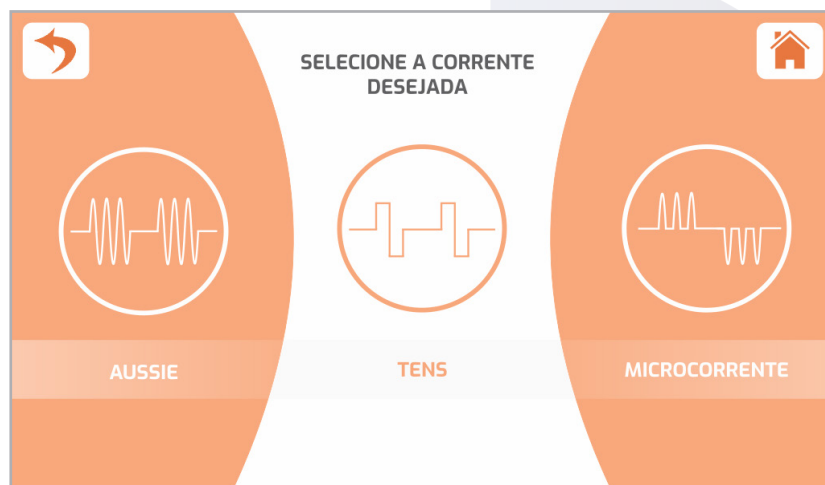 SELECIONE A CORRENTE
DESEJADA
AUSSIE
TENS
MICROCORRENTE